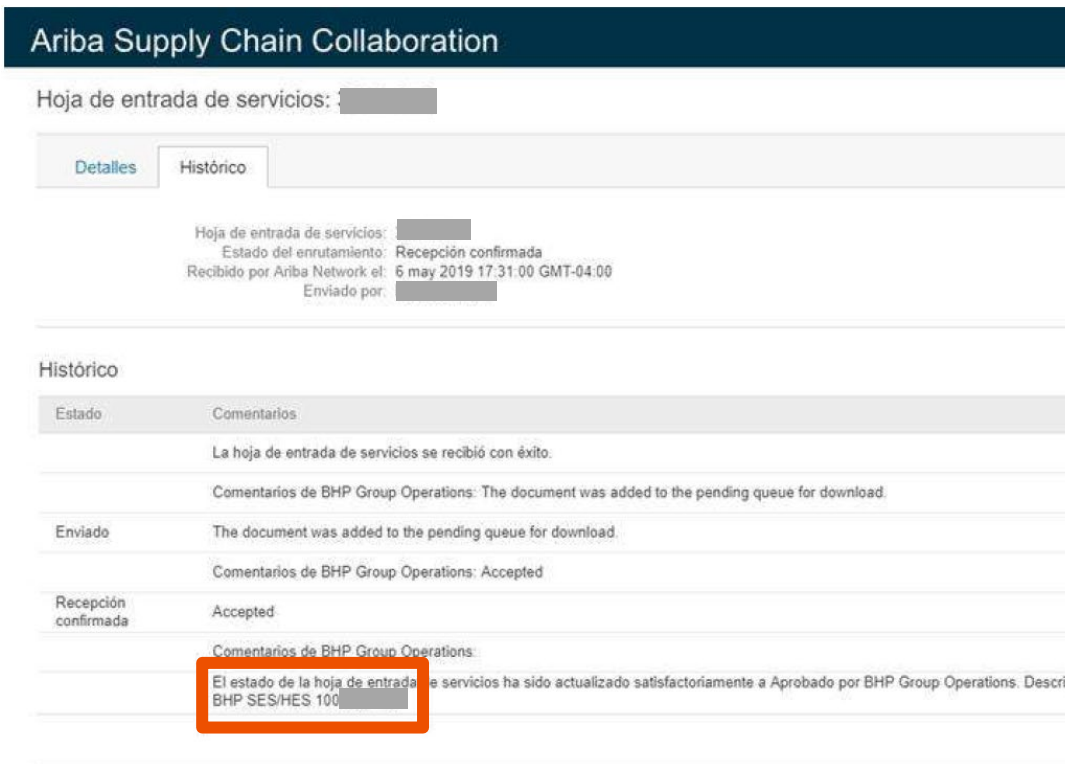 Ariba Supply Chain Collaboration
Hoja de entrada de servicios:
Detalles
Histórico
Hoja de entrada de servicios:
Estado del enrutamiento: Recepción confirmada
Recibido por Ariba Network el: 6 may 2019 17:31:00 GMT-04:00
Enviado por:
Histórico
Estado Comentarios
La hoja de entrada de servicios se recibió con éxito.
Comentarios de BHP Group Operations: The document was added to the pending queue for download.
Enviado The document was added to the pending queue for download.
Comentarios de BHP Group Operations: Accepted
Recepción
confirmada
Accepted
Comentarios de BHP Group Operations:
El estado de la hoja de entrada servicios ha sido actualizado satisfactoriamente a Aprobado por BHP Group Operations. Descri
BHP SES/HES 100